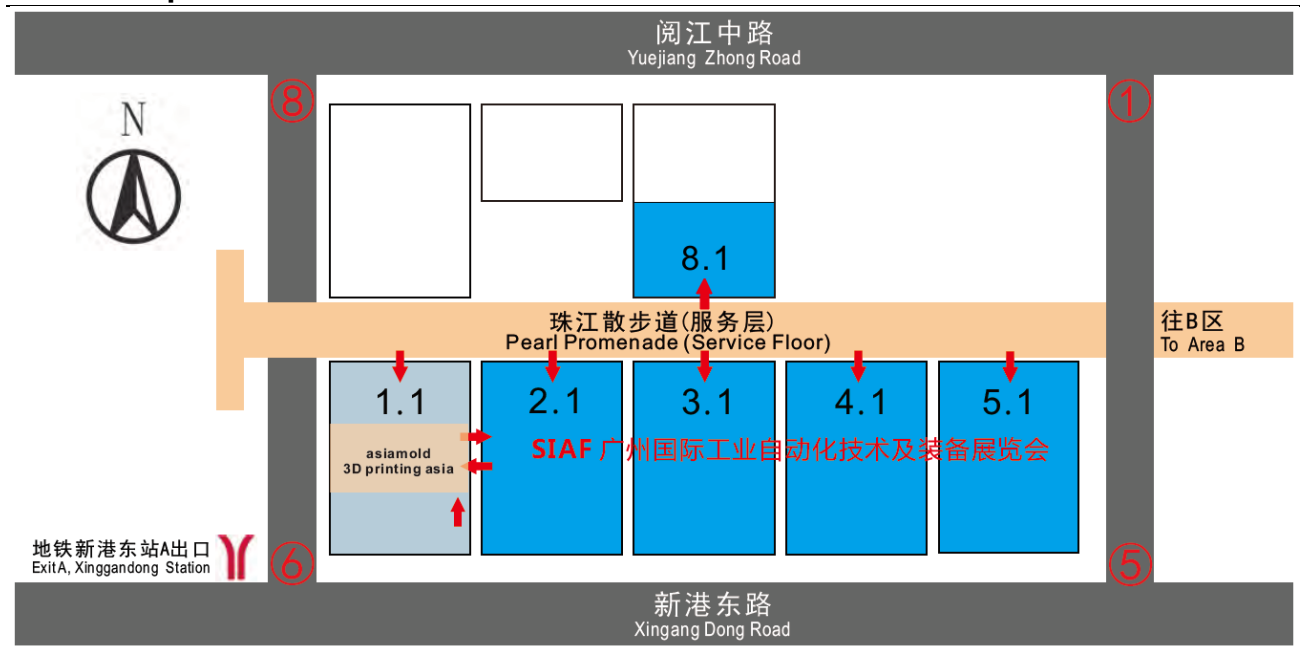 阅江中路
Yuejiang Zhong Road
⑧
①
N
8.1
珠江散步道(服务层)
Pearl Promenade (Service Floor)
往B区
To Area B
1.1
2.1
3.1
4.1
5.1
asiamold
3D printing asia
SIAF 广州国际工业自动化技术及装备展览会
地铁新港东站A出口
Exit A, Xinggandong Station
⑥
⑤
新港东路
Xingang Dong Road